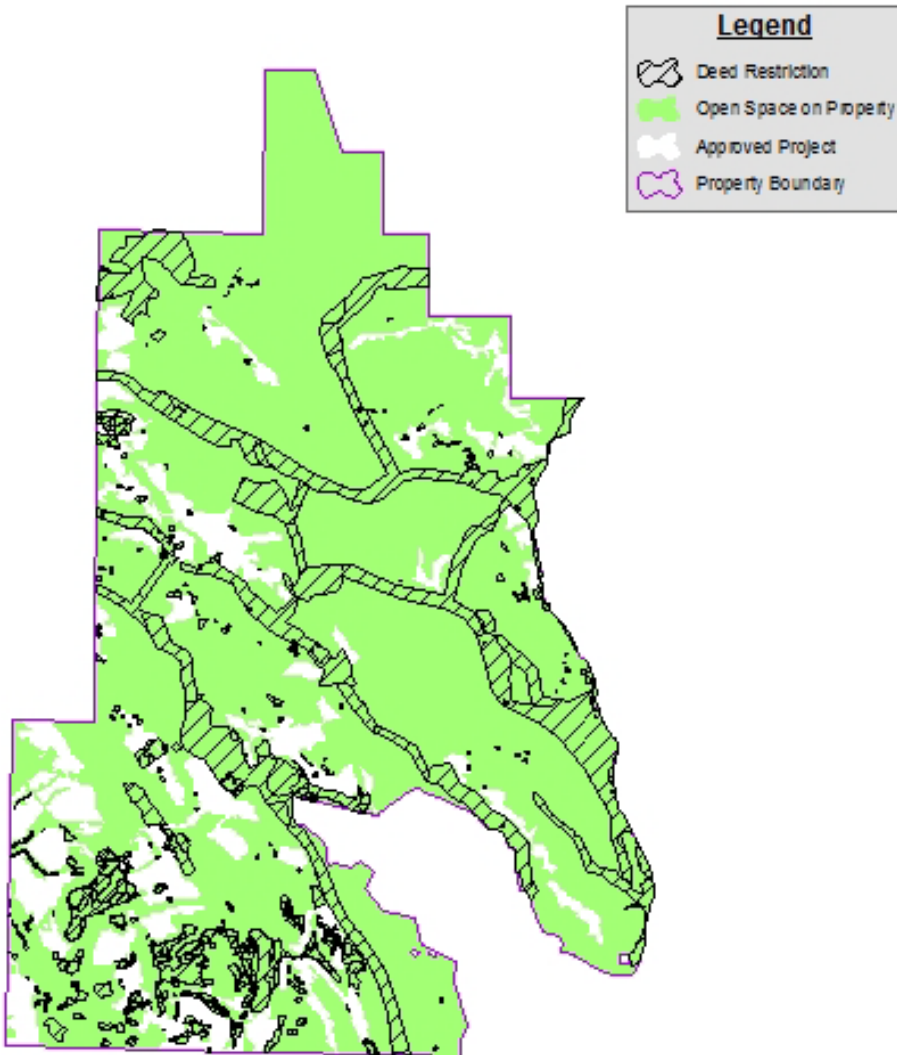 Legend
Deed Restriction
Open Space on Property
Approved Project
Property Boundary